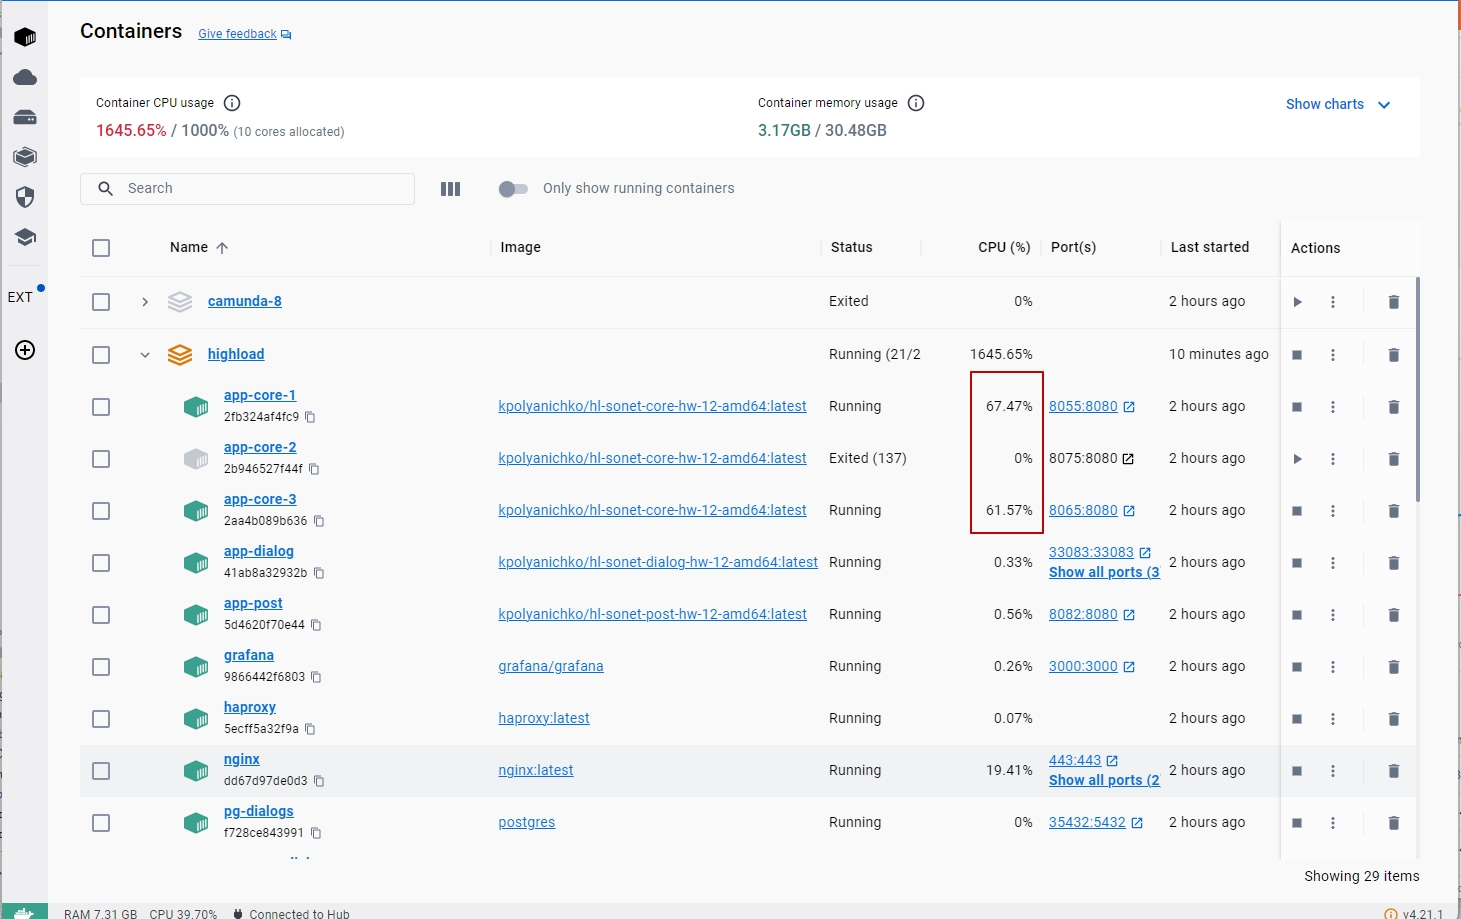 Containers Give feedback
Container CPU usage
1645.65% / 1000% (10 cores allocated)
Container memory usage
3.17GB / 30.48GB
Show charts
Search
Only show running containers
Name Image Status CPU (%) Port(s) Last started Actions
EXT
camunda-8 Exited 0% 2 hours ago
highload Running (21/2 1645.65% 10 minutes ago
app-core-1
2fb324af4fc9
kpolyanichko/hl-sonet-core-hw-12-amd64:latest Running 67.47% 8055:8080 2 hours ago
app-core-2
2b946527f44f
kpolyanichko/hl-sonet-core-hw-12-amd64:latest Exited (137) 0% 8075:8080 2 hours ago
app-core-3
2aa4b089b636
kpolyanichko/hl-sonet-core-hw-12-amd64:latest Running 61.57% 8065:8080 2 hours ago
app-dialog
41ab8a32932b
kpolyanichko/hl-sonet-dialog-hw-12-amd64:latest Running 0.33% 33083:33083
Show all ports (3
2 hours ago
app-post
5d4620f70e44
kpolyanichko/hl-sonet-post-hw-12-amd64:latest Running 0.56% 8082:8080 2 hours ago
grafana
9866442f6803
grafana/grafana Running 0.26% 3000:3000 2 hours ago
haproxy
5ecff5a32f9a
haproxy:latest Running 0.07% 2 hours ago
nginx
dd67d97de0d3
nginx:latest Running 19.41% 443:443
Show all ports (2
2 hours ago
pg-dialogs
f728ce843991
postgres Running 0% 35432:5432 2 hours ago
Showing 29 items
RAM 7.31 GB CPU 39.70% Connected to Hub v4.21.1